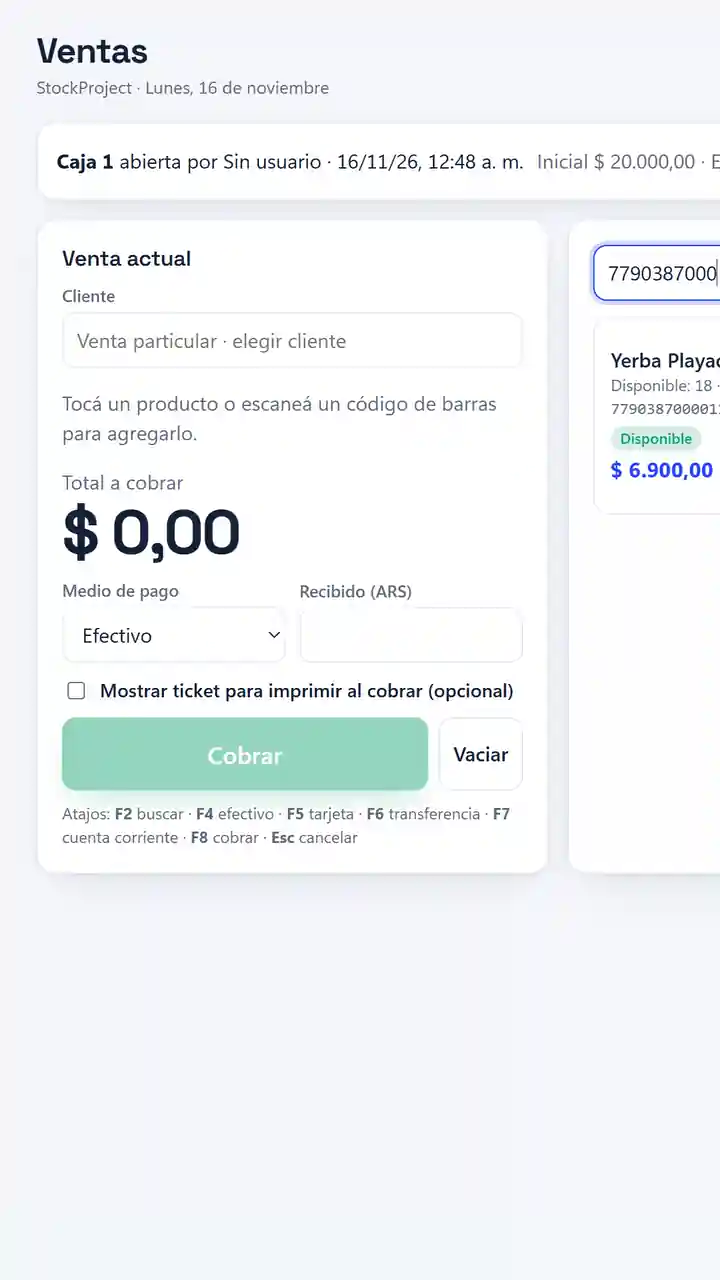 Ventas
StockProject · Lunes, 16 de noviembre
Caja 1 abierta por Sin usuario · 16/11/26, 12:48 a. m. Inicial $ 20.000,00 · E
Venta actual
Cliente
Venta particular · elegir cliente
Tocá un producto o escaneá un código de barras
para agregarlo.
Total a cobrar
$ 0,00
Medio de pago
Recibido (ARS)
Efectivo
Mostrar ticket para imprimir al cobrar (opcional)
Cobrar
Vaciar
Atajos: F2 buscar · F4 efectivo · F5 tarjeta · F6 transferencia · F7
cuenta corriente · F8 cobrar · Esc cancelar
7790387000
Yerba Playa
Disponible: 18 ·
779038700001
Disponible
$ 6.900,00